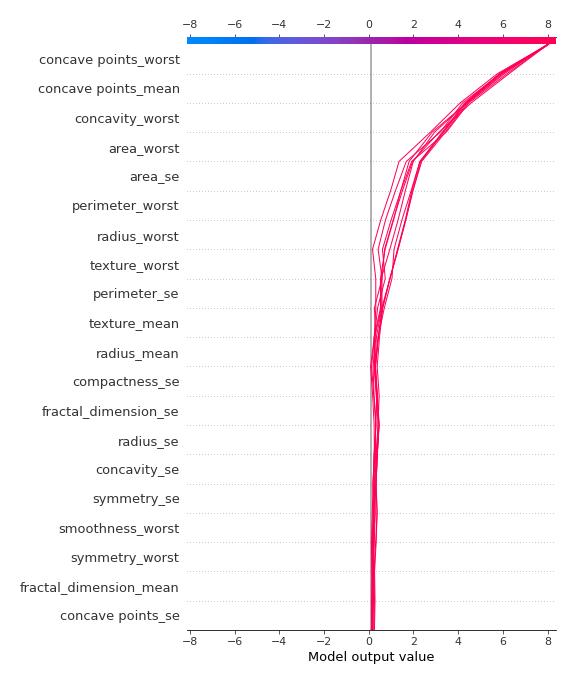 −8 −6 −4 −2 0 2 4 6 8
concave points_worst
concave points_mean
concavity_worst
area_worst
area_se
perimeter_worst
radius_worst
texture_worst
perimeter_se
texture_mean
radius_mean
compactness_se
fractal_dimension_se
radius_se
concavity_se
symmetry_se
smoothness_worst
symmetry_worst
fractal_dimension_mean
concave points_se
−8 −6 −4 −2 0 2 4 6 8
Model output value